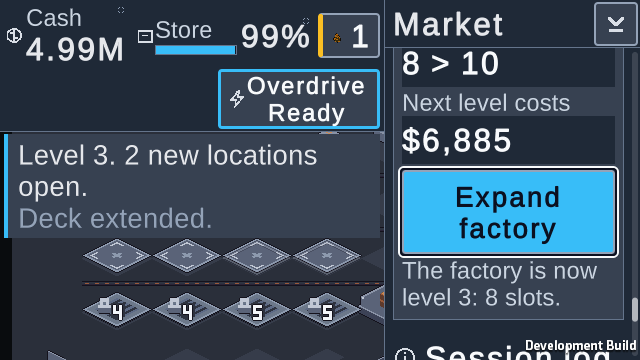 Cash
4.99M
Store
99%
1
Overdrive
Ready
Level 3. 2 new locations
open.
Deck extended.
4
4
5
5
Market
8 > 10
Next level costs
$6,885
Expand
factory
The factory is now
level 3: 8 slots.
Session log
Development Build